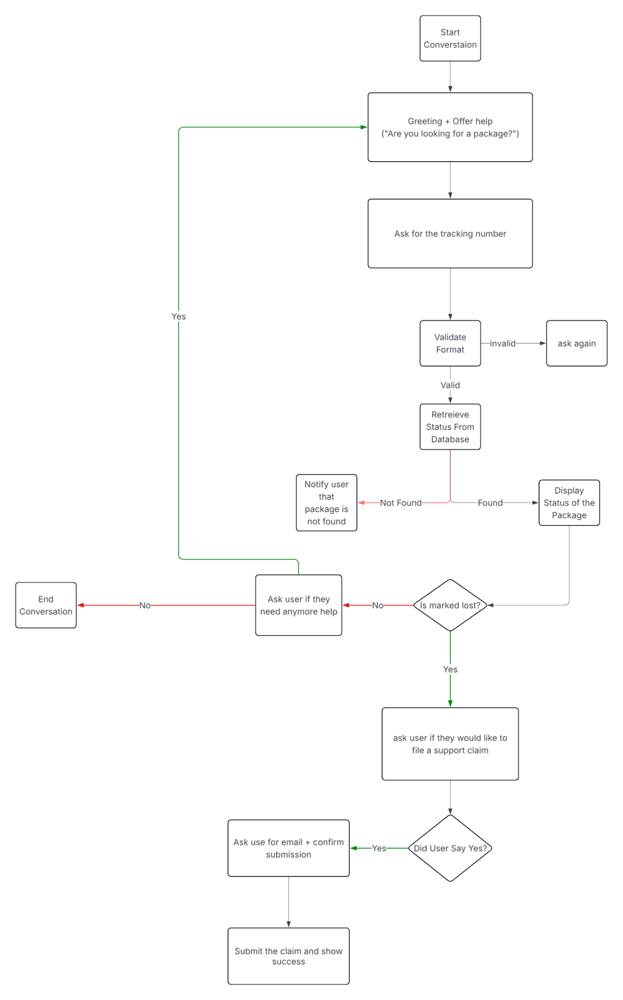 Start
Converstaion
Greeting + Offer help
("Are you looking for a package?")
Ask for the tracking number
Yes
Validate
Format
invalid
ask again
Valid
Retreieve
Status From
Database
Notify user
that
package is
not found
Not Found
Found
Display
Status of the
Package
End
Conversation
No
Ask user if they
need anymore help
No
Is marked lost?
Yes
ask user if they would like to
file a support claim
Ask use for email + confirm
submission
Yes
Did User Say Yes?
Submit the claim and show
success